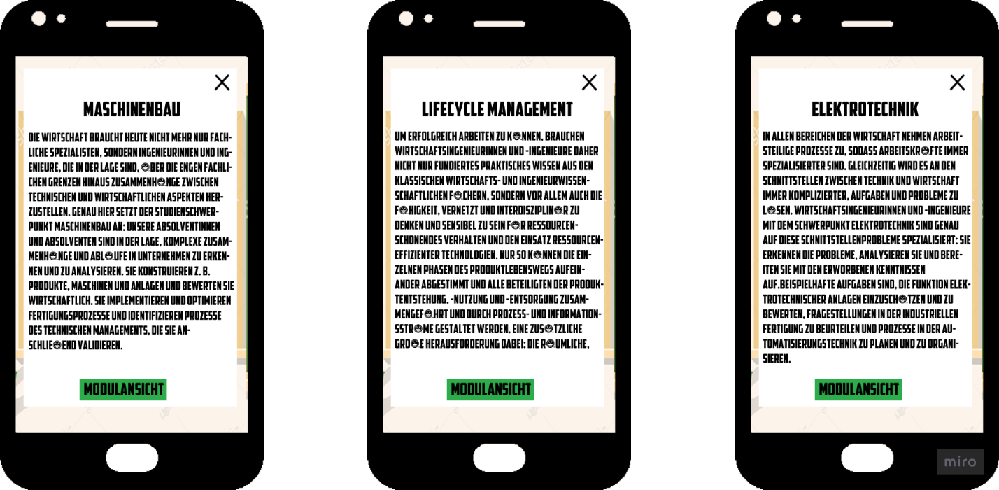 MASCHINENBAU
DIE WIRTSCHAFT BRAUCHT HEUTE NICHT MEHR NUR FACH-
LICHE SPEZIALISTEN, SONDERN INGENIEURINNEN UND ING-
ENIEURE, DIE IN DER LAGE SIND, 😃BER DIE ENGEN FACHLI-
CHEN GRENZEN HINAUS ZUSAMMENH😃NGE ZWISCHEN
TECHNISCHEN UND WIRTSCHAFTLICHEN ASPEKTEN HER-
ZUSTELLEN. GENAU HIER SETZT DER STUDIENSCHWER-
PUNKT MASCHINENBAU AN: UNSERE ABSOLVENTINNEN
UND ABSOLVENTEN SIND IN DER LAGE, KOMPLEXE ZUSAM-
MENH😃NGE UND ABL😃UFE IN UNTERNEHMEN ZU ERKEN-
NEN UND ZU ANALYSIEREN. SIE KONSTRUIEREN Z. B.
PRODUKTE, MASCHINEN UND ANLAGEN UND BEWERTEN SIE
WIRTSCHAFTLICH. SIE IMPLEMENTIEREN UND OPTIMIEREN
FERTIGUNGSPROZESSE UND IDENTIFIZIEREN PROZESSE
DES TECHNISCHEN MANAGEMENTS, DIE SIE AN-
SCHLIE😃END VALIDIEREN.
MODULANSICHT
LIFECYCLE MANAGEMENT
UM ERFOLGREICH ARBEITEN ZU K😃NNEN, BRAUCHEN
WIRTSCHAFTSINGENIEURINNEN UND -INGENIEURE DAHER
NICHT NUR FUNDIERTES PRAKTISCHES WISSEN AUS DEN
KLASSISCHEN WIRTSCHAFTS- UND INGENIEURWISSEN-
SCHAFTLICHEN F😃CHERN, SONDERN VOR ALLEM AUCH DIE
F😃HIGKEIT, VERNETZT UND INTERDISZIPLIN😃R ZU
DENKEN UND SENSIBEL ZU SEIN F😃R RESSOURCEN-
SCHONENDES VERHALTEN UND DEN EINSATZ RESSOURCEN-
EFFIZIENTER TECHNOLOGIEN. NUR SO K😃NNEN DIE EIN-
ZELNEN PHASEN DES PRODUKTLEBENSWEGS AUFEIN-
ANDER ABGESTIMMT UND ALLE BETEILIGTEN DER PRODUK-
TENTSTEHUNG, -NUTZUNG UND -ENTSORGUNG ZUSAM-
MENGEF😃HRT UND DURCH PROZESS- UND INFORMATION-
SSTR😃ME GESTALTET WERDEN. EINE ZUS😃TZLICHE
GRO😃E HERAUSFORDERUNG DABEI: DIE R😃UMLICHE,
MODULANSICHT
ELEKTROTECHNIK
IN ALLEN BEREICHEN DER WIRTSCHAFT NEHMEN ARBEIT-
STEILIGE PROZESSE ZU, SODASS ARBEITSKR😃FTE IMMER
SPEZIALISIERTER SIND. GLEICHZEITIG WIRD ES AN DEN
SCHNITTSTELLEN ZWISCHEN TECHNIK UND WIRTSCHAFT
IMMER KOMPLIZIERTER, AUFGABEN UND PROBLEME ZU
L😃SEN. WIRTSCHAFTSINGENIEURINNEN UND -INGENIEURE
MIT DEM SCHWERPUNKT ELEKTROTECHNIK SIND GENAU
AUF DIESE SCHNITTSTELLENPROBLEME SPEZIALISIERT: SIE
ERKENNEN DIE PROBLEME, ANALYSIEREN SIE UND BERE-
ITEN SIE MIT DEN ERWORBENEN KENNTNISSEN
AUF.BEISPIELHAFTE AUFGABEN SIND, DIE FUNKTION ELEK-
TROTECHNISCHER ANLAGEN EINZUSCH😃TZEN UND ZU
BEWERTEN, FRAGESTELLUNGEN IN DER INDUSTRIELLEN
FERTIGUNG ZU BEURTEILEN UND PROZESSE IN DER AU-
TOMATISIERUNGSTECHNIK ZU PLANEN UND ZU ORGANI-
SIEREN.
MODULANSICHT
miro